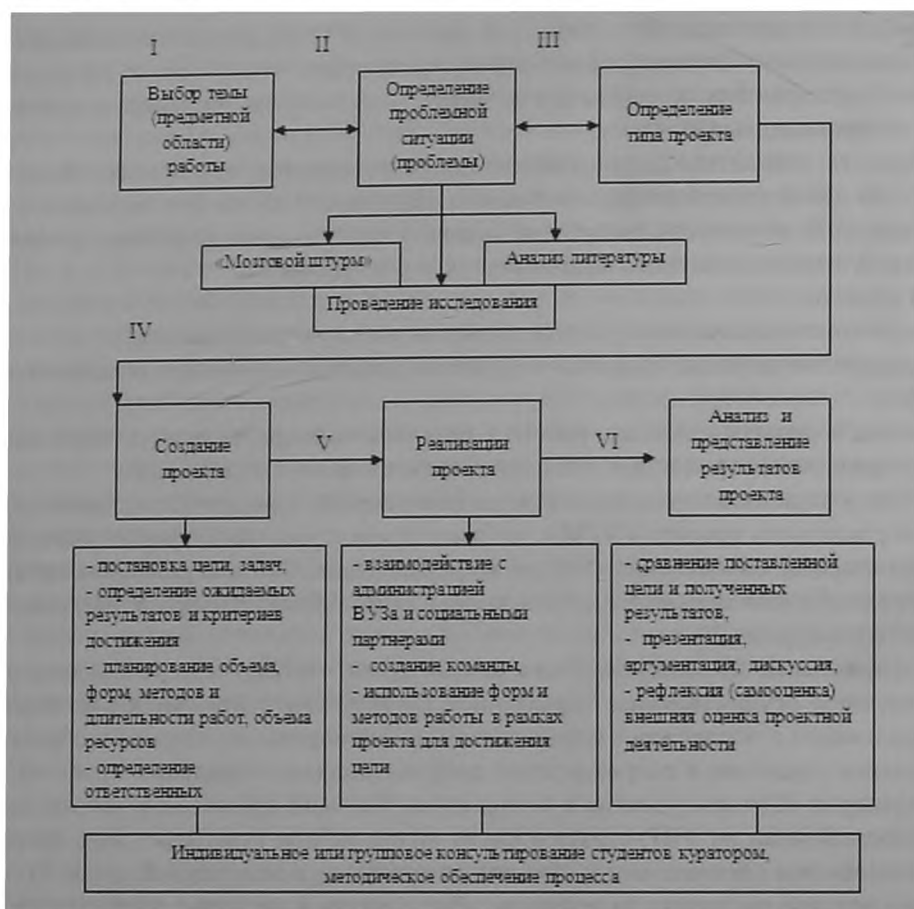 I
II
III
Выбор темы
(предметной
области)
работы
Определение
проблемной
ситуации
(проблемы)
Определение
типа проекта
«Мозговой штурм»
Анализ литературы
Проведение исследования
IV
Создание
проекта
V
Реализации
проекта
VI
Анализ и
представление
результатов
проекта
- постановка цели, задач,
- определение ожидаемых
результатов и критериев
достижения
- планирование объема,
форм, методов и
длительности работ, объема
ресурсов
- определение
ответственных
- взаимодействие с
администрацией
ВУЗа и социальными
партнерами
- создание команды,
- использование форм и
методов работы в рамках
проекта для достижения
цели
- сравнение поставленной
цели и полученных
результатов,
- презентация,
аргументация, дискуссия,
- рефлексия (самооценка)
внешняя оценка проектной
деятельности
Индивидуальное или групповое консультирование студентов куратором,
методическое обеспечение процесса